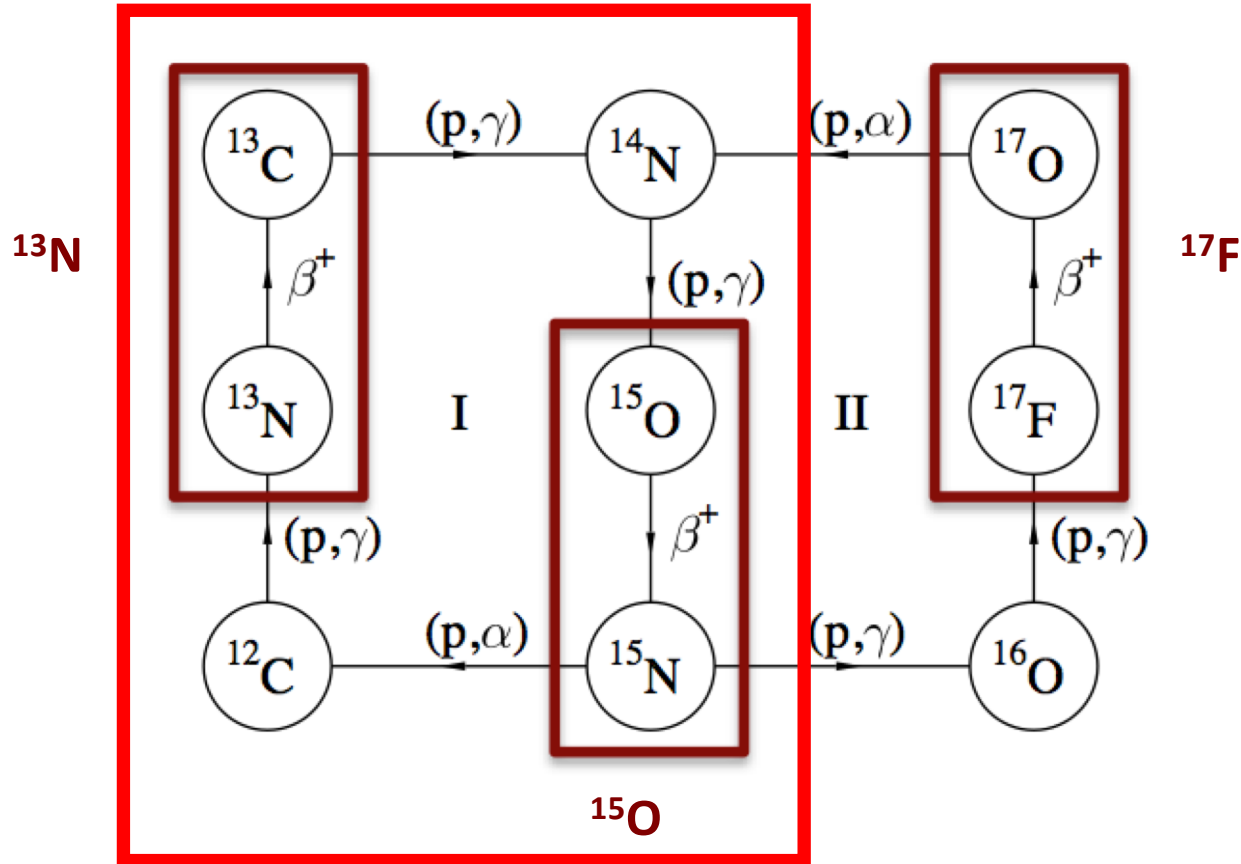 ¹³C (p,γ) ¹⁴N (p,α) ¹⁷O
¹³N β⁺ (p,γ) β⁺ ¹⁷F
¹³N I ¹⁵O II ¹⁷F
(p,γ) β⁺ (p,γ)
¹²C (p,α) ¹⁵N (p,γ) ¹⁶O
¹⁵O